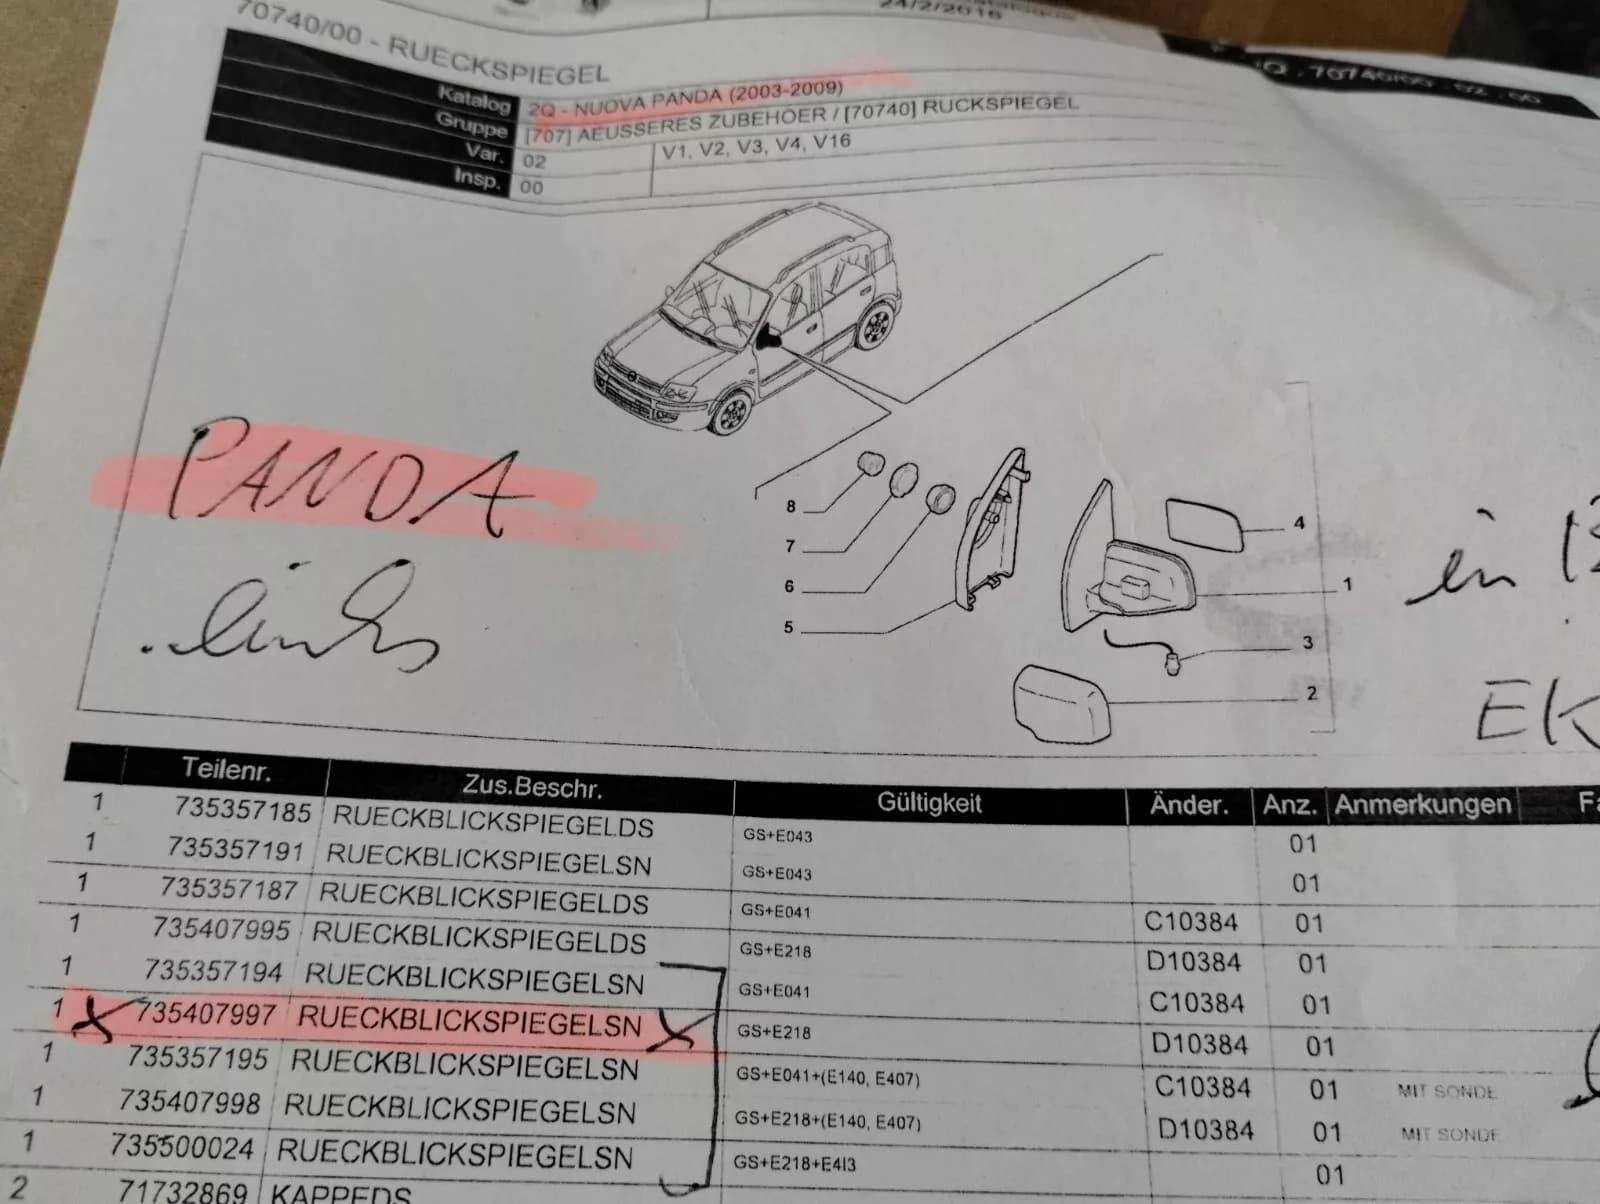 24/2/2016
70740/00 - RUECKSPIEGEL
Katalog 2Q - NUOVA PANDA (2003-2009)
Gruppe [707] AEUSSERES ZUBEHOER / [70740] RUCKSPIEGEL
Var. 02 V1, V2, V3, V4, V16
Insp. 00
PANDA
links
in
EK
8
7
6
5
4
1
3
2
Teilenr. Zus.Beschr. Gültigkeit Änder. Anz. Anmerkungen
1 735357185 RUECKBLICKSPIEGELDS GS+E043 01
1 735357191 RUECKBLICKSPIEGELSN GS+E043 01
1 735357187 RUECKBLICKSPIEGELDS GS+E041 C10384 01
1 735407995 RUECKBLICKSPIEGELDS GS+E218 D10384 01
1 735357194 RUECKBLICKSPIEGELSN GS+E041 C10384 01
1 X 735407997 RUECKBLICKSPIEGELSN X GS+E218 D10384 01
1 735357195 RUECKBLICKSPIEGELSN GS+E041+(E140, E407) C10384 01 MIT SONDE
1 735407998 RUECKBLICKSPIEGELSN GS+E218+(E140, E407) D10384 01 MIT SONDE
1 735500024 RUECKBLICKSPIEGELSN GS+E218+E4I3 01
2 71732869 KAPPEDS